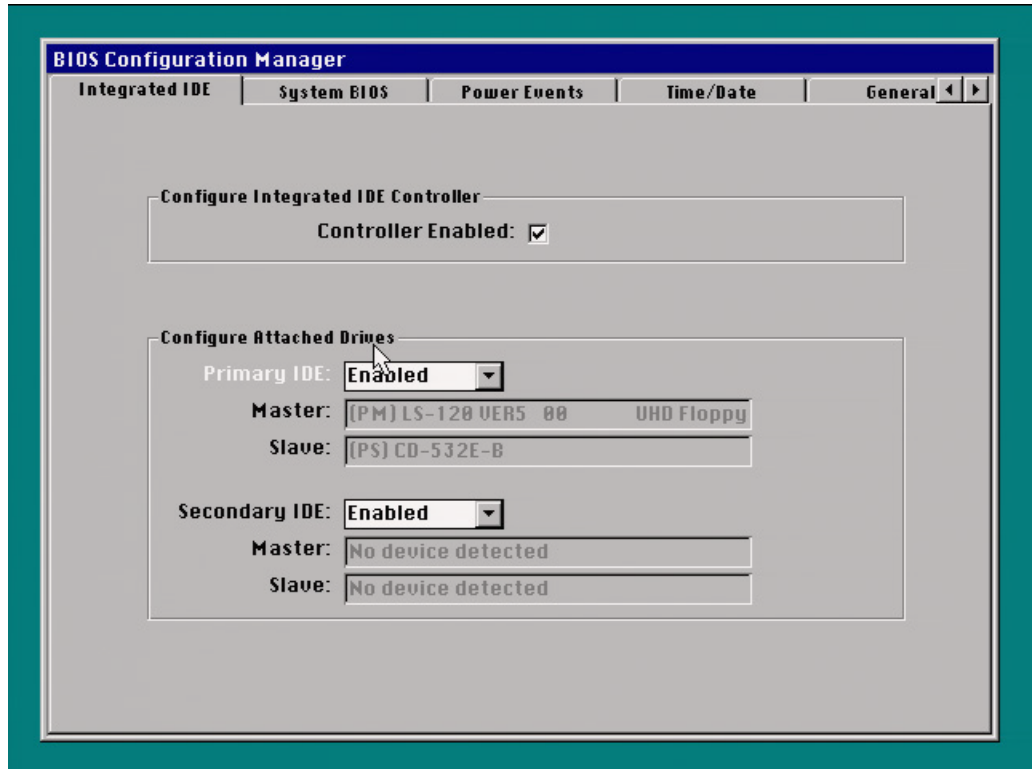 BIOS Configuration Manager
Integrated IDE System BIOS Power Events Time/Date General
Configure Integrated IDE Controller
Controller Enabled:
Configure Attached Drives
Primary IDE: Enabled
Master: (PM) LS-120 VER5 00 UHD Floppy
Slave: (PS) CD-532E-B
Secondary IDE: Enabled
Master: No device detected
Slave: No device detected